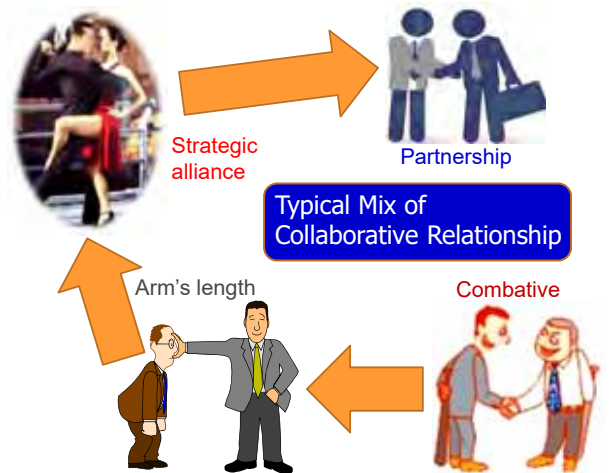 Strategic
alliance
Partnership
Typical Mix of
Collaborative Relationship
Arm's length
Combative